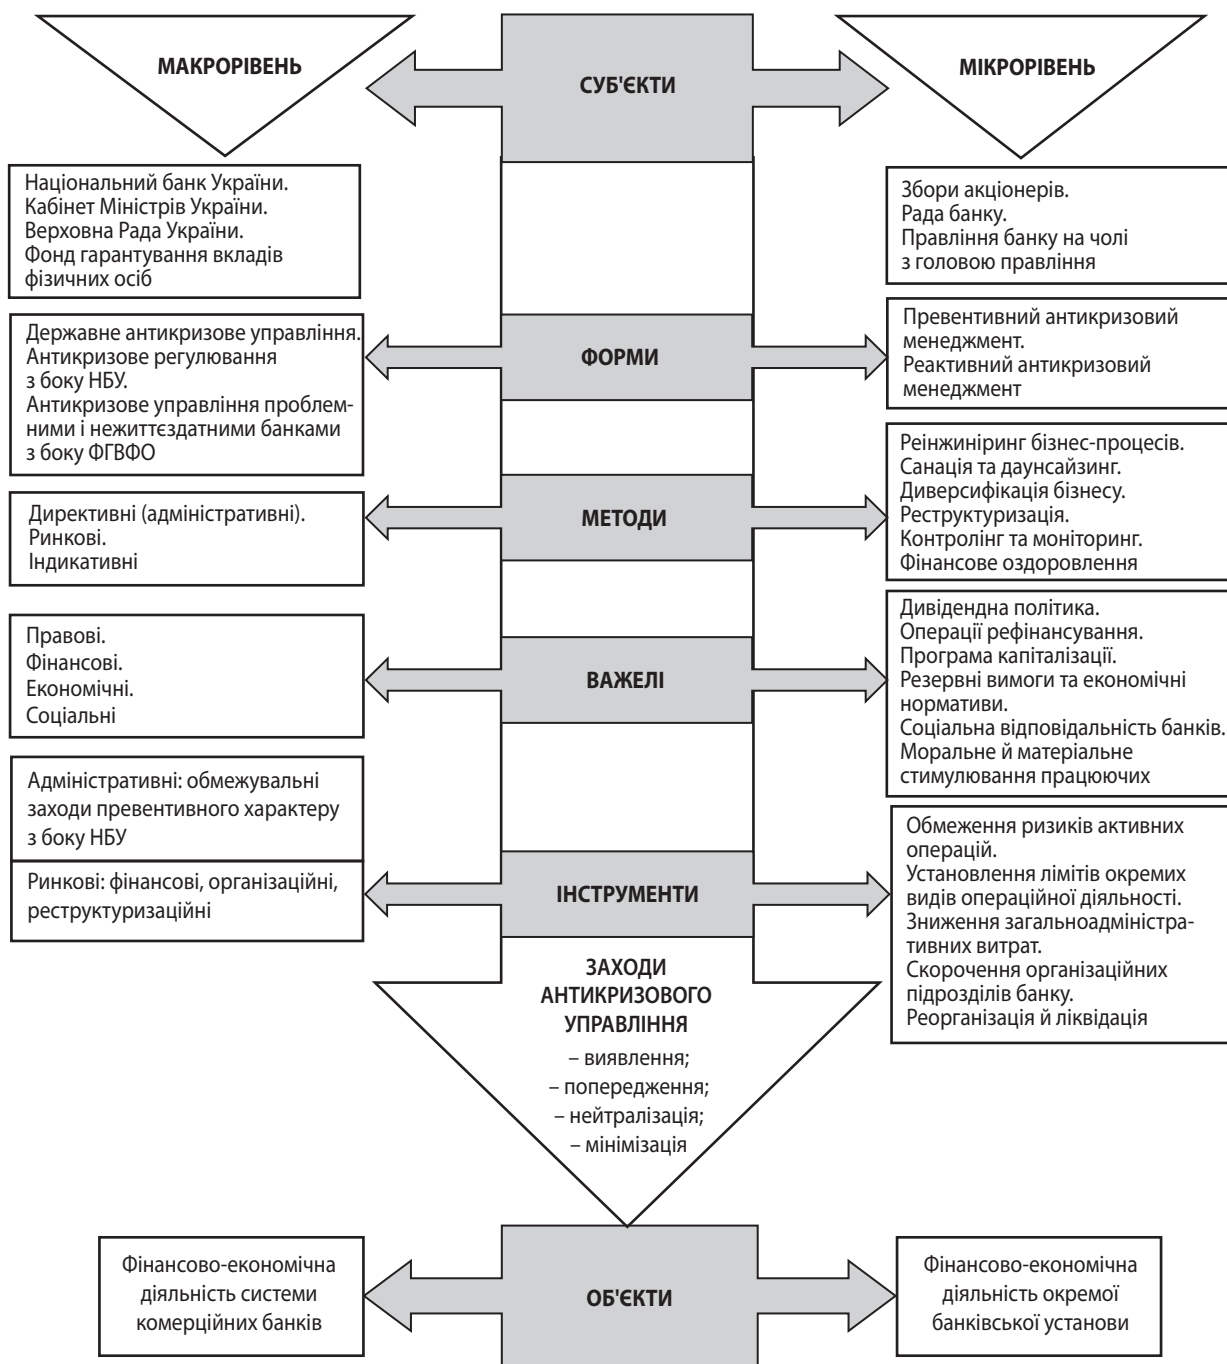 МАКРОРІВЕНЬ
СУБ'ЄКТИ
МІКРОРІВЕНЬ
Національний банк України.
Кабінет Міністрів України.
Верховна Рада України.
Фонд гарантування вкладів
фізичних осіб
Збори акціонерів.
Рада банку.
Правління банку на чолі
з головою правління
Державне антикризове управління.
Антикризове регулювання
з боку НБУ.
Антикризове управління проблем-
ними і нежиттєздатними банками
з боку ФГВФО
ФОРМИ
Превентивний антикризовий
менеджмент.
Реактивний антикризовий
менеджмент
Директивні (адміністративні).
Ринкові.
Індикативні
МЕТОДИ
Реінжиніринг бізнес-процесів.
Санація та даунсайзинг.
Диверсифікація бізнесу.
Реструктуризація.
Контролінг та моніторинг.
Фінансове оздоровлення
Правові.
Фінансові.
Економічні.
Соціальні
ВАЖЕЛІ
Дивідендна політика.
Операції рефінансування.
Програма капіталізації.
Резервні вимоги та економічні
нормативи.
Соціальна відповідальність банків.
Моральне й матеріальне
стимулювання працюючих
Адміністративні: обмежувальні
заходи превентивного характеру
з боку НБУ
Ринкові: фінансові, організаційні,
реструктуризаційні
ІНСТРУМЕНТИ
Обмеження ризиків активних
операцій.
Установлення лімітів окремих
видів операційної діяльності.
Зниження загальноадміністра-
тивних витрат.
Скорочення організаційних
підрозділів банку.
Реорганізація й ліквідація
ЗАХОДИ
АНТИКРИЗОВОГО
УПРАВЛІННЯ
– виявлення;
– попередження;
– нейтралізація;
– мінімізація
Фінансово-економічна
діяльність системи
комерційних банків
ОБ'ЄКТИ
Фінансово-економічна
діяльність окремої
банківської установи